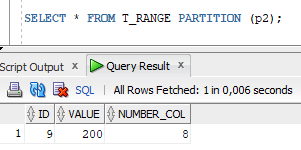 SELECT * FROM T_RANGE PARTITION (p2);
Script Output Query Result
SQL All Rows Fetched: 1 in 0,006 seconds
ID VALUE NUMBER_COL
1 9 200 8